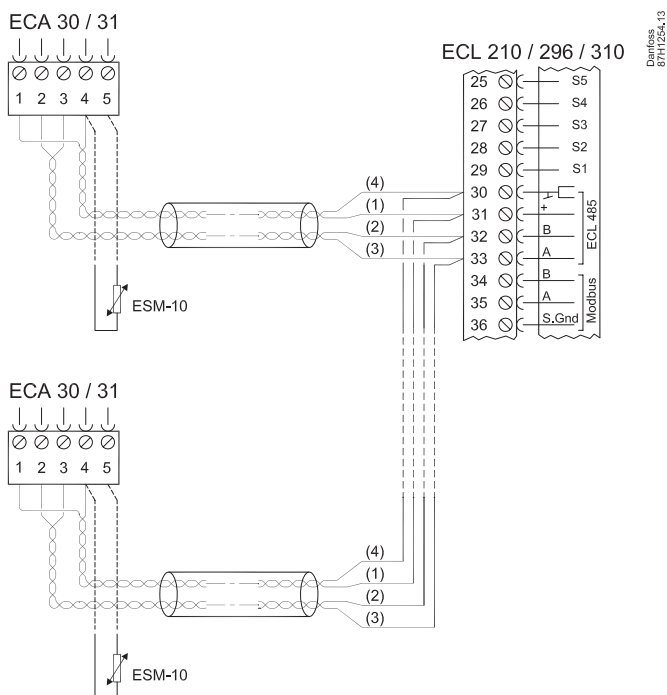 ECA 30 / 31
1 2 3 4 5
ESM-10
(4)
(1)
(2)
(3)
ECL 210 / 296 / 310
25 S5
26 S4
27 S3
28 S2
29 S1
30
31 +
32 B
33 A
ECL 485
34 B
35 A
36 S.Gnd
Modbus
Danfoss
87H1254.13
ECA 30 / 31
1 2 3 4 5
ESM-10
(4)
(1)
(2)
(3)